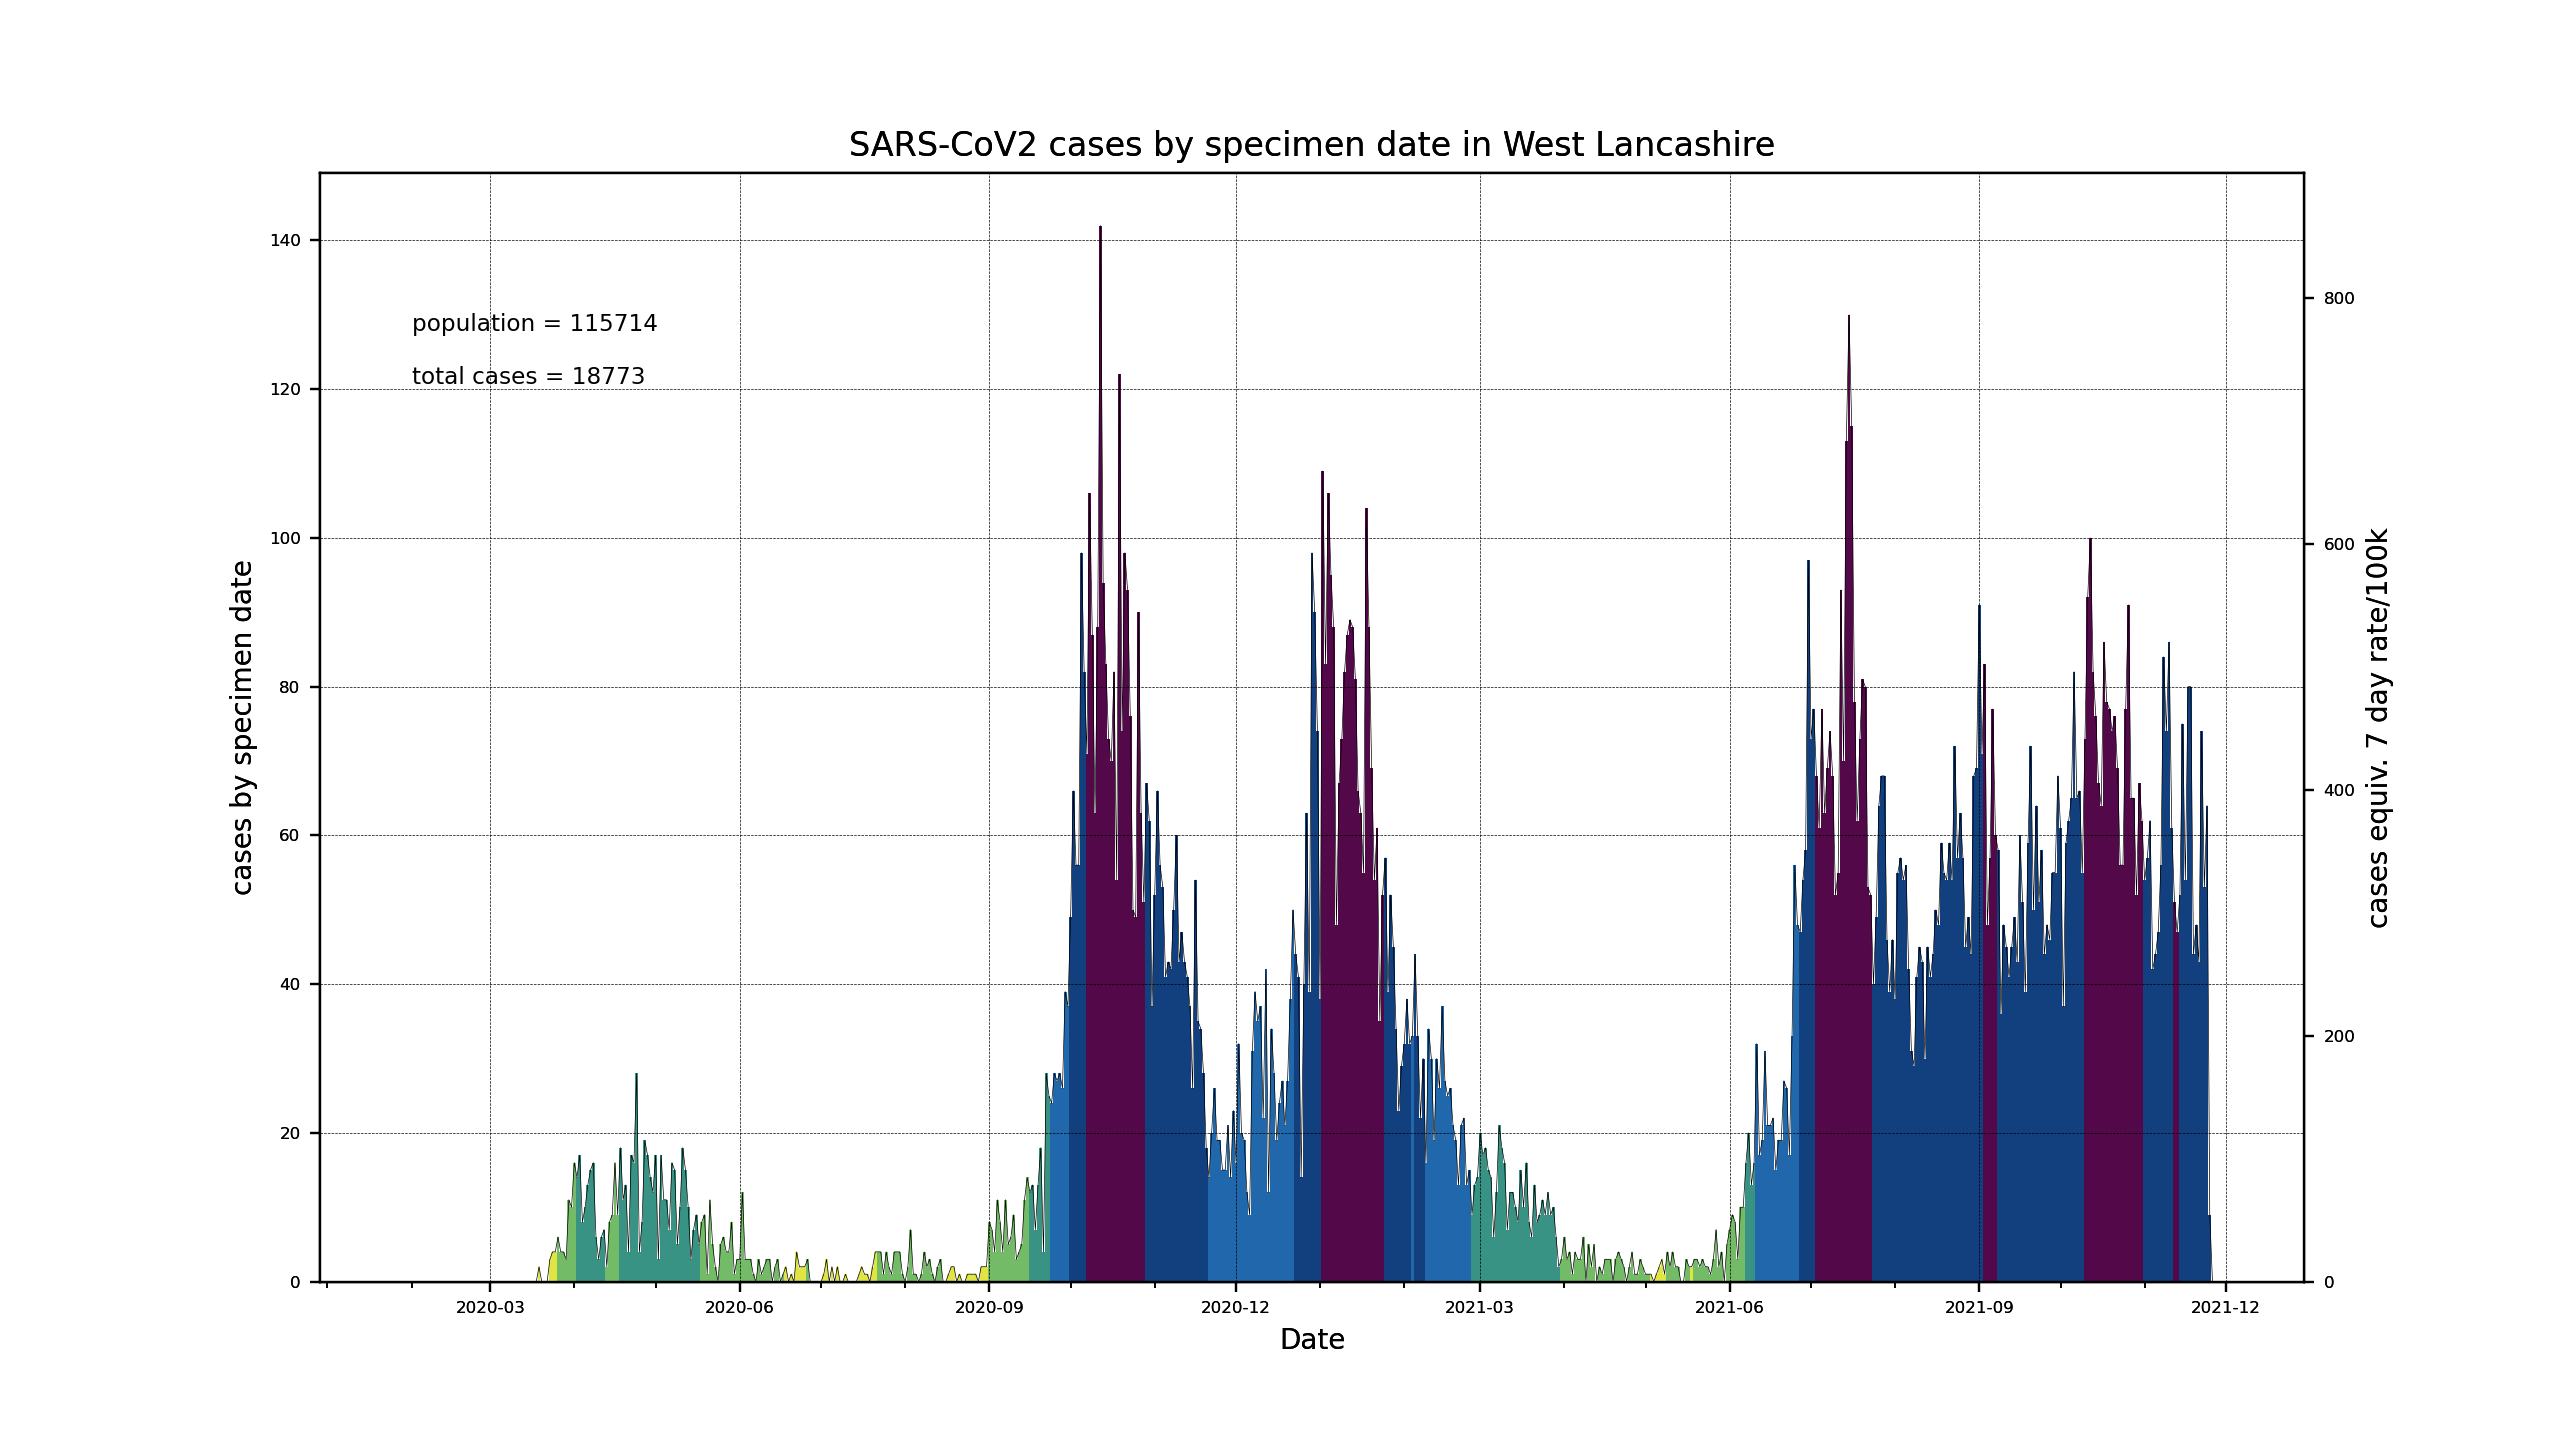 SARS-CoV2 cases by specimen date in West Lancashire
population = 115714
total cases = 18773
cases by specimen date
140
120
100
80
60
40
20
0
800
600
400
200
0
cases equiv. 7 day rate/100k
2020-03 2020-06 2020-09 2020-12 2021-03 2021-06 2021-09 2021-12
Date